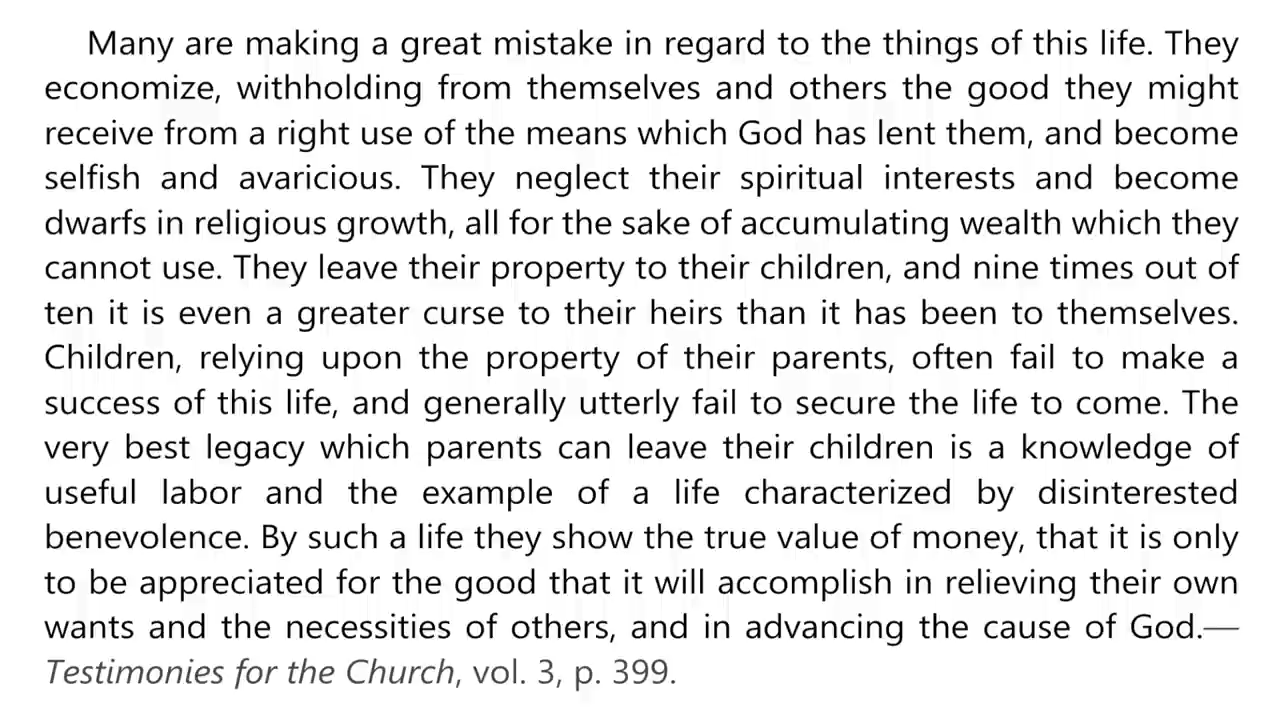 Many are making a great mistake in regard to the things of this life. They
economize, withholding from themselves and others the good they might
receive from a right use of the means which God has lent them, and become
selfish and avaricious. They neglect their spiritual interests and become
dwarfs in religious growth, all for the sake of accumulating wealth which they
cannot use. They leave their property to their children, and nine times out of
ten it is even a greater curse to their heirs than it has been to themselves.
Children, relying upon the property of their parents, often fail to make a
success of this life, and generally utterly fail to secure the life to come. The
very best legacy which parents can leave their children is a knowledge of
useful labor and the example of a life characterized by disinterested
benevolence. By such a life they show the true value of money, that it is only
to be appreciated for the good that it will accomplish in relieving their own
wants and the necessities of others, and in advancing the cause of God.—
Testimonies for the Church, vol. 3, p. 399.